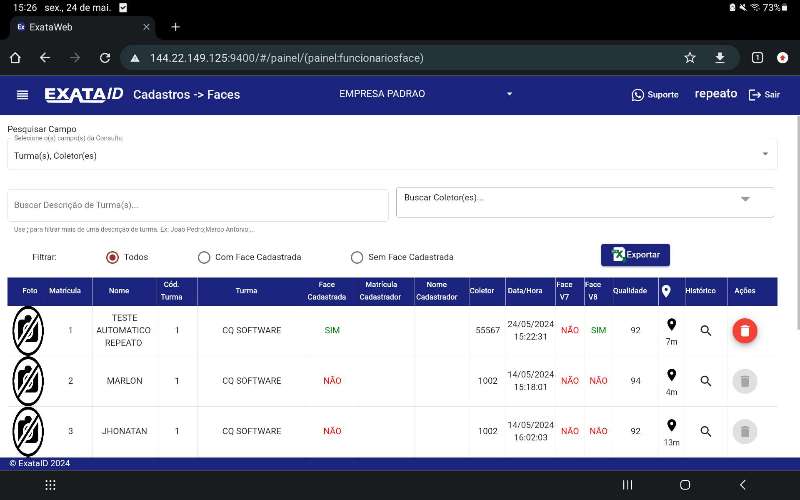 15:26 sex., 24 de mai.
73%
Ex ExataWeb
144.22.149.125:9400/#/painel/(painel:funcionariosface)
1
EXATAID Cadastros -> Faces EMPRESA PADRAO Suporte repeato Sair
Pesquisar Campo
Selecione o(s) campo(s) da Consulta
Turma(s), Coletor(es)
Buscar Descrição de Turma(s)...
Buscar Coletor(es)...
Use ; para filtrar mais de uma descrição de turma. Ex: João Pedro;Marco Antonio...
Filtrar: Todos Com Face Cadastrada Sem Face Cadastrada Exportar
Foto Matrícula Nome Cód. Turma Turma Face Cadastrada Matrícula Cadastrador Nome Cadastrador Coletor Data/Hora Face V7 Face V8 Qualidade Histórico Ações
1 TESTE AUTOMATICO REPEATO 1 CQ SOFTWARE SIM 55567 24/05/2024 15:22:31 NÃO SIM 92 7m
2 MARLON 1 CQ SOFTWARE NÃO 1002 14/05/2024 15:18:01 NÃO NÃO 94 4m
3 JHONATAN 1 CQ SOFTWARE NÃO 1002 14/05/2024 16:02:03 NÃO NÃO 92 13m
© ExataID 2024